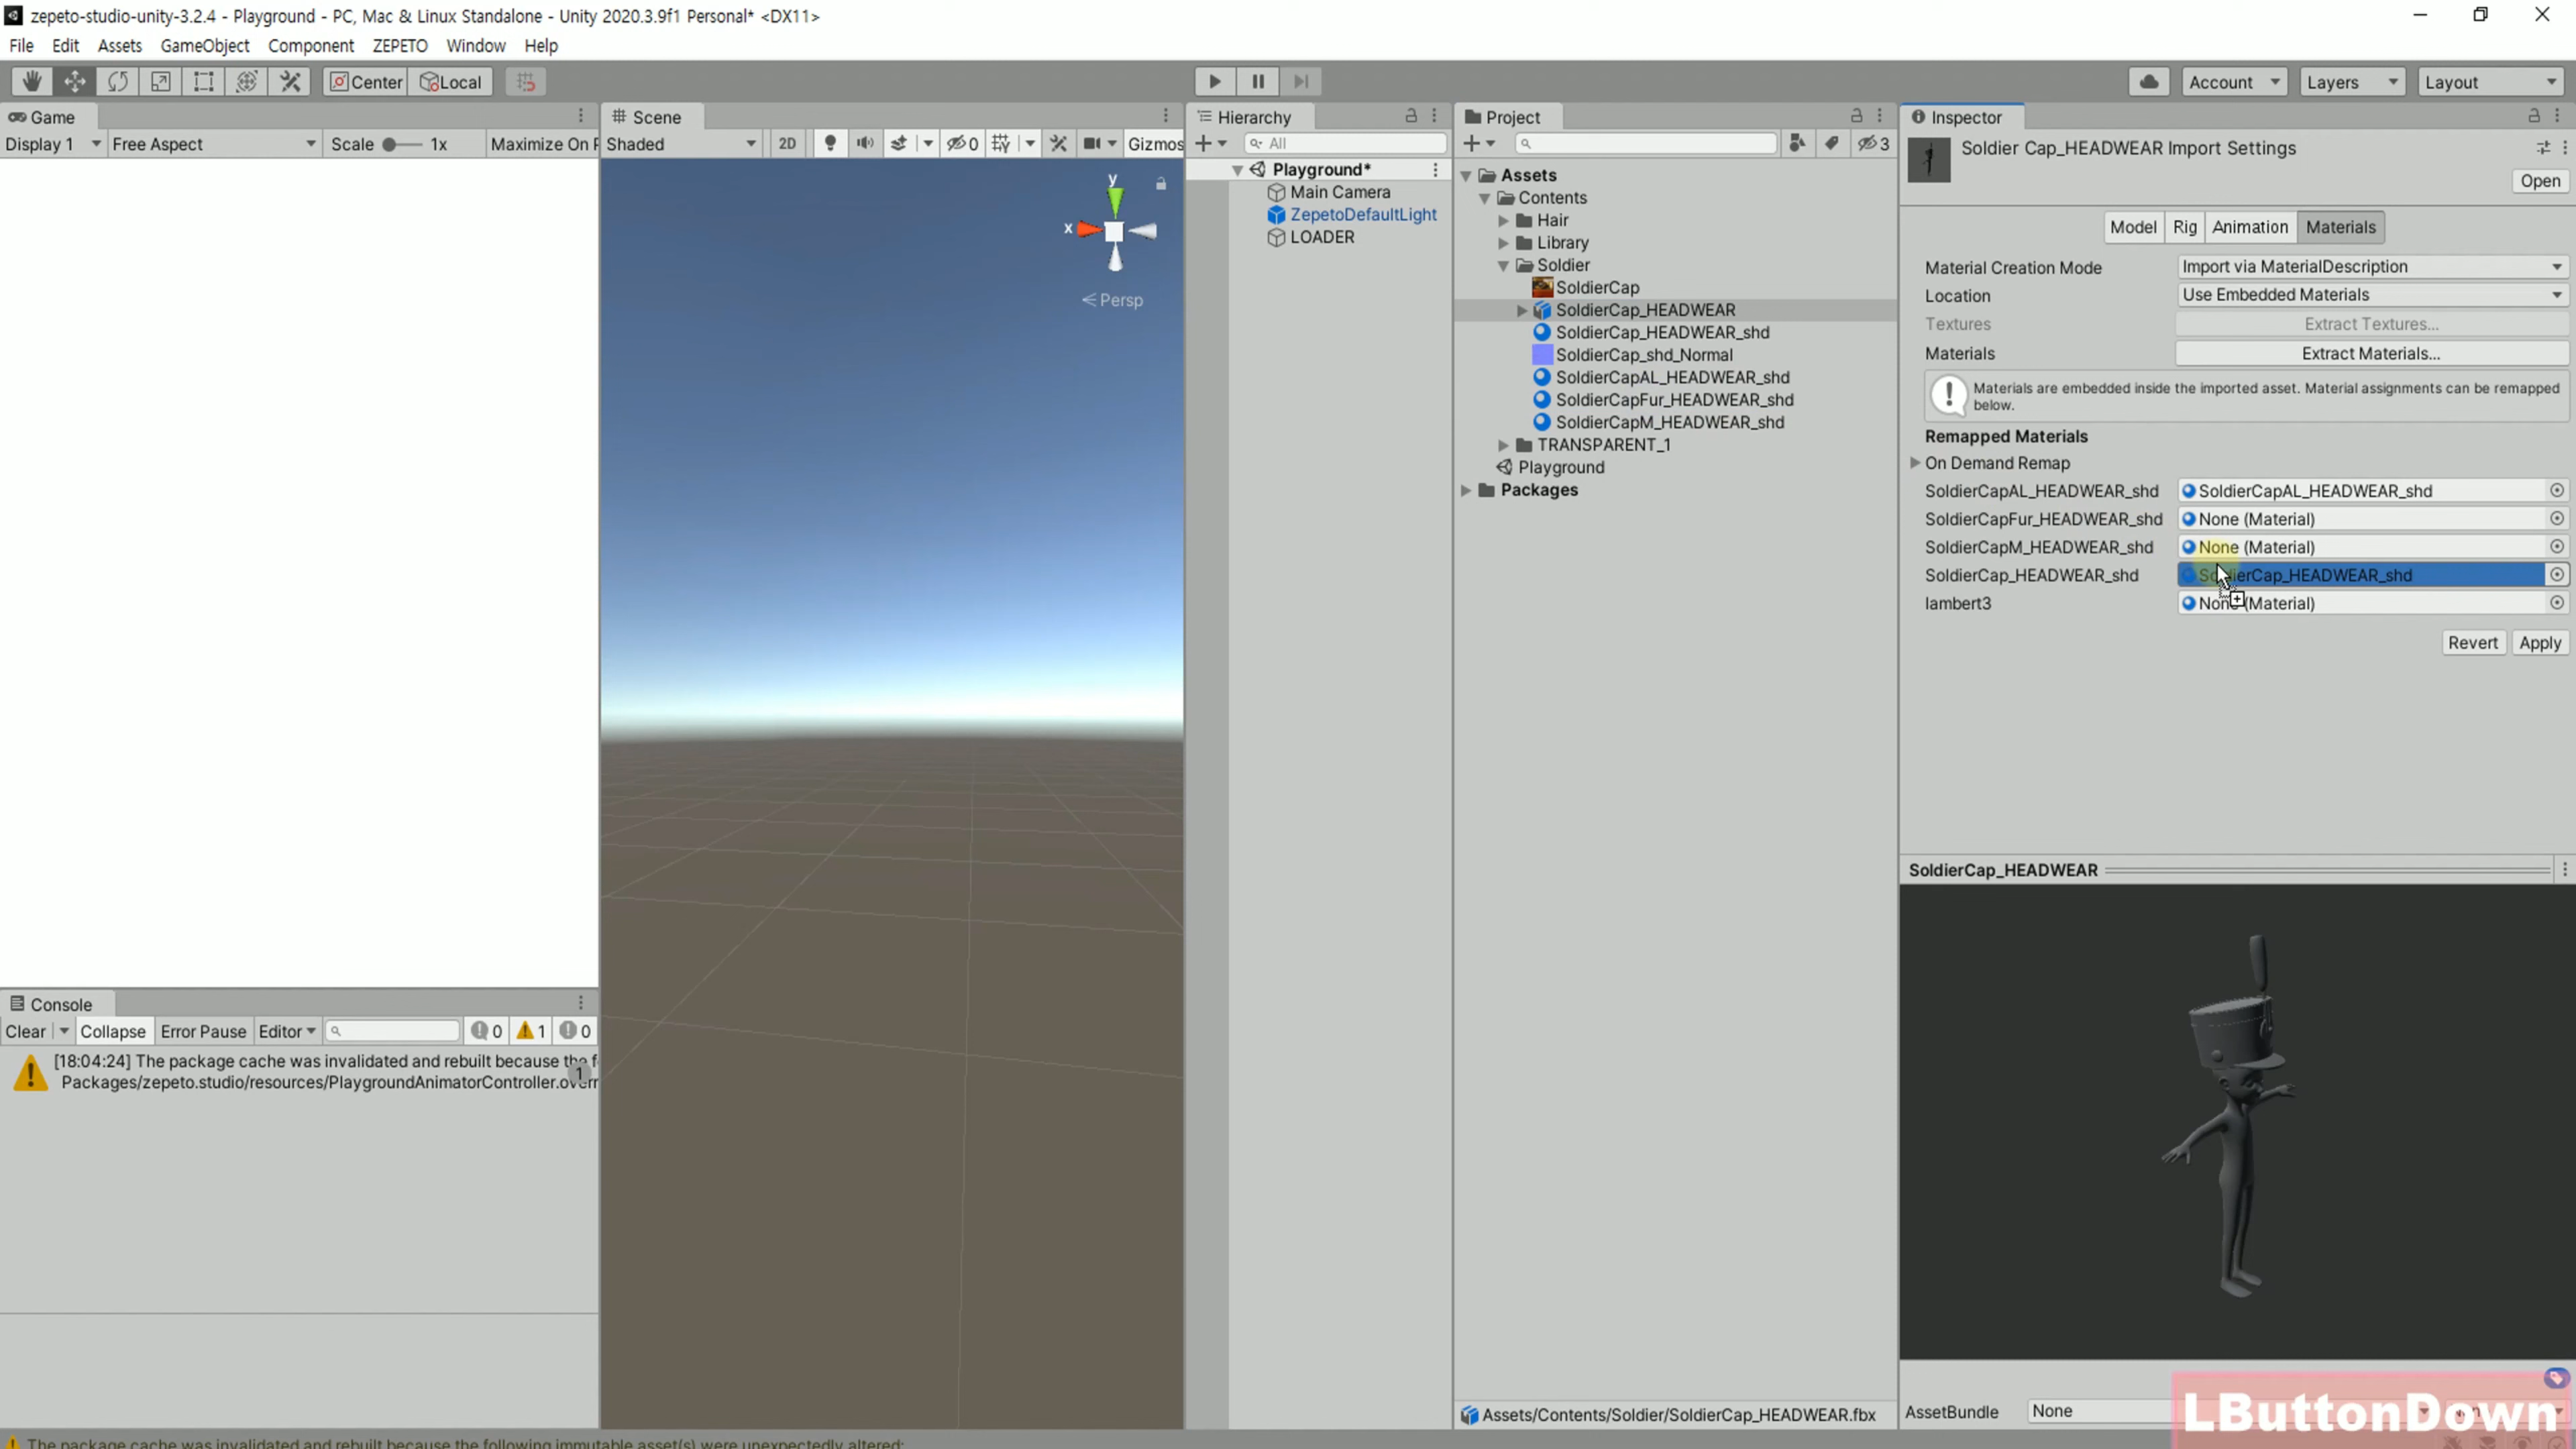 zepeto-studio-unity-3.2.4 - Playground - PC, Mac & Linux Standalone - Unity 2020.3.9f1 Personal* <DX11>
File Edit Assets GameObject Component ZEPETO Window Help
Center Local
Account Layers Layout
Game
Display 1 Free Aspect Scale 1x Maximize On P
Scene
Shaded 2D 0 Gizmos
y
x
Persp
Hierarchy
All
Playground*
Main Camera
ZepetoDefaultLight
LOADER
Project
3
Assets
Contents
Hair
Library
Soldier
SoldierCap
SoldierCap_HEADWEAR
SoldierCap_HEADWEAR_shd
SoldierCap_shd_Normal
SoldierCapAL_HEADWEAR_shd
SoldierCapFur_HEADWEAR_shd
SoldierCapM_HEADWEAR_shd
TRANSPARENT_1
Playground
Packages
Assets/Contents/Soldier/SoldierCap_HEADWEAR.fbx
Inspector
Soldier Cap_HEADWEAR Import Settings
Open
Model Rig Animation Materials
Material Creation Mode Import via MaterialDescription
Location Use Embedded Materials
Textures Extract Textures...
Materials Extract Materials...
Materials are embedded inside the imported asset. Material assignments can be remapped
below.
Remapped Materials
On Demand Remap
SoldierCapAL_HEADWEAR_shd SoldierCapAL_HEADWEAR_shd
SoldierCapFur_HEADWEAR_shd None (Material)
SoldierCapM_HEADWEAR_shd None (Material)
SoldierCap_HEADWEAR_shd SoldierCap_HEADWEAR_shd
lambert3 None (Material)
Revert Apply
SoldierCap_HEADWEAR
AssetBundle None
LButtonDown
Console
Clear Collapse Error Pause Editor 0 1 0
[18:04:24] The package cache was invalidated and rebuilt because the f
Packages/zepeto.studio/resources/PlaygroundAnimatorController.overr
1
The package cache was invalidated and rebuilt because the following immutable asset(s) were unexpectedly altered: